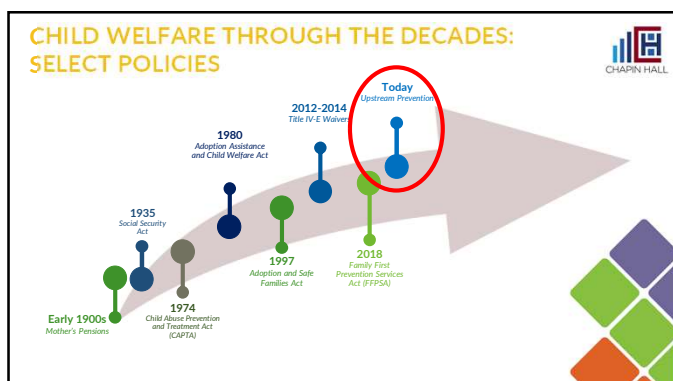 CHILD WELFARE THROUGH THE DECADES:
SELECT POLICIES
CHAPIN HALL
Early 1900s
Mother's Pensions
1935
Social Security
Act
1974
Child Abuse Prevention
and Treatment Act
(CAPTA)
1980
Adoption Assistance
and Child Welfare Act
1997
Adoption and Safe
Families Act
2012-2014
Title IV-E Waivers
2018
Family First
Prevention Services
Act (FFPSA)
Today
Upstream Prevention